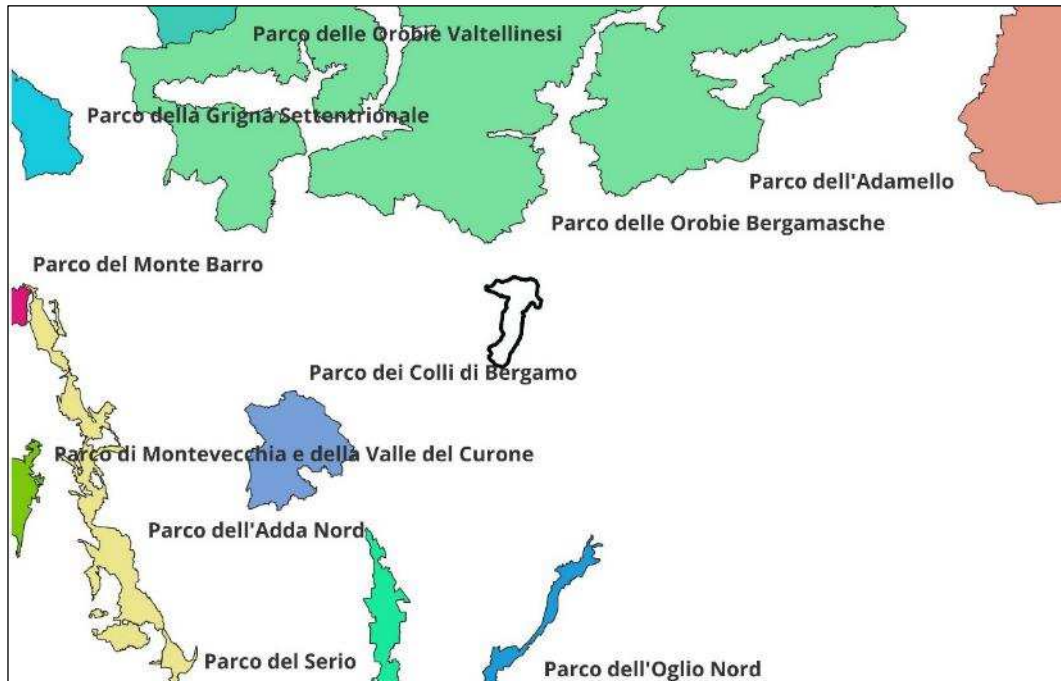 Parco delle Orobie Valtellinesi
Parco della Grigna Settentrionale
Parco dell'Adamello
Parco delle Orobie Bergamasche
Parco del Monte Barro
Parco dei Colli di Bergamo
Parco di Montevecchia e della Valle del Curone
Parco dell'Adda Nord
Parco del Serio
Parco dell'Oglio Nord